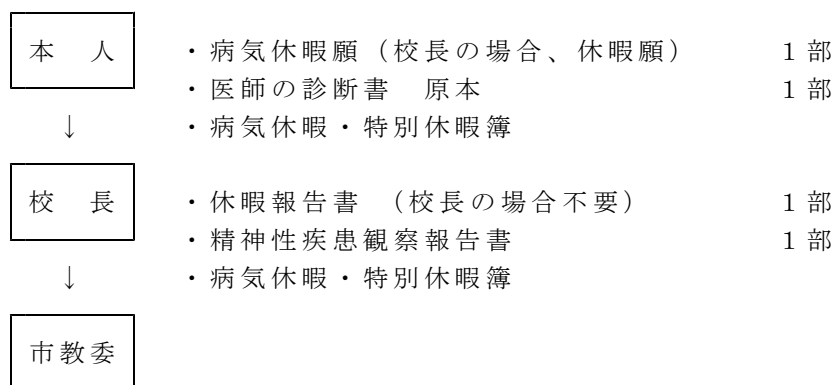 本　人　・病気休暇願（校長の場合、休暇願）　１部
・医師の診断書　原本　１部
↓　・病気休暇・特別休暇簿
校　長　・休暇報告書　（校長の場合不要）　１部
・精神性疾患観察報告書　１部
↓　・病気休暇・特別休暇簿
市教委